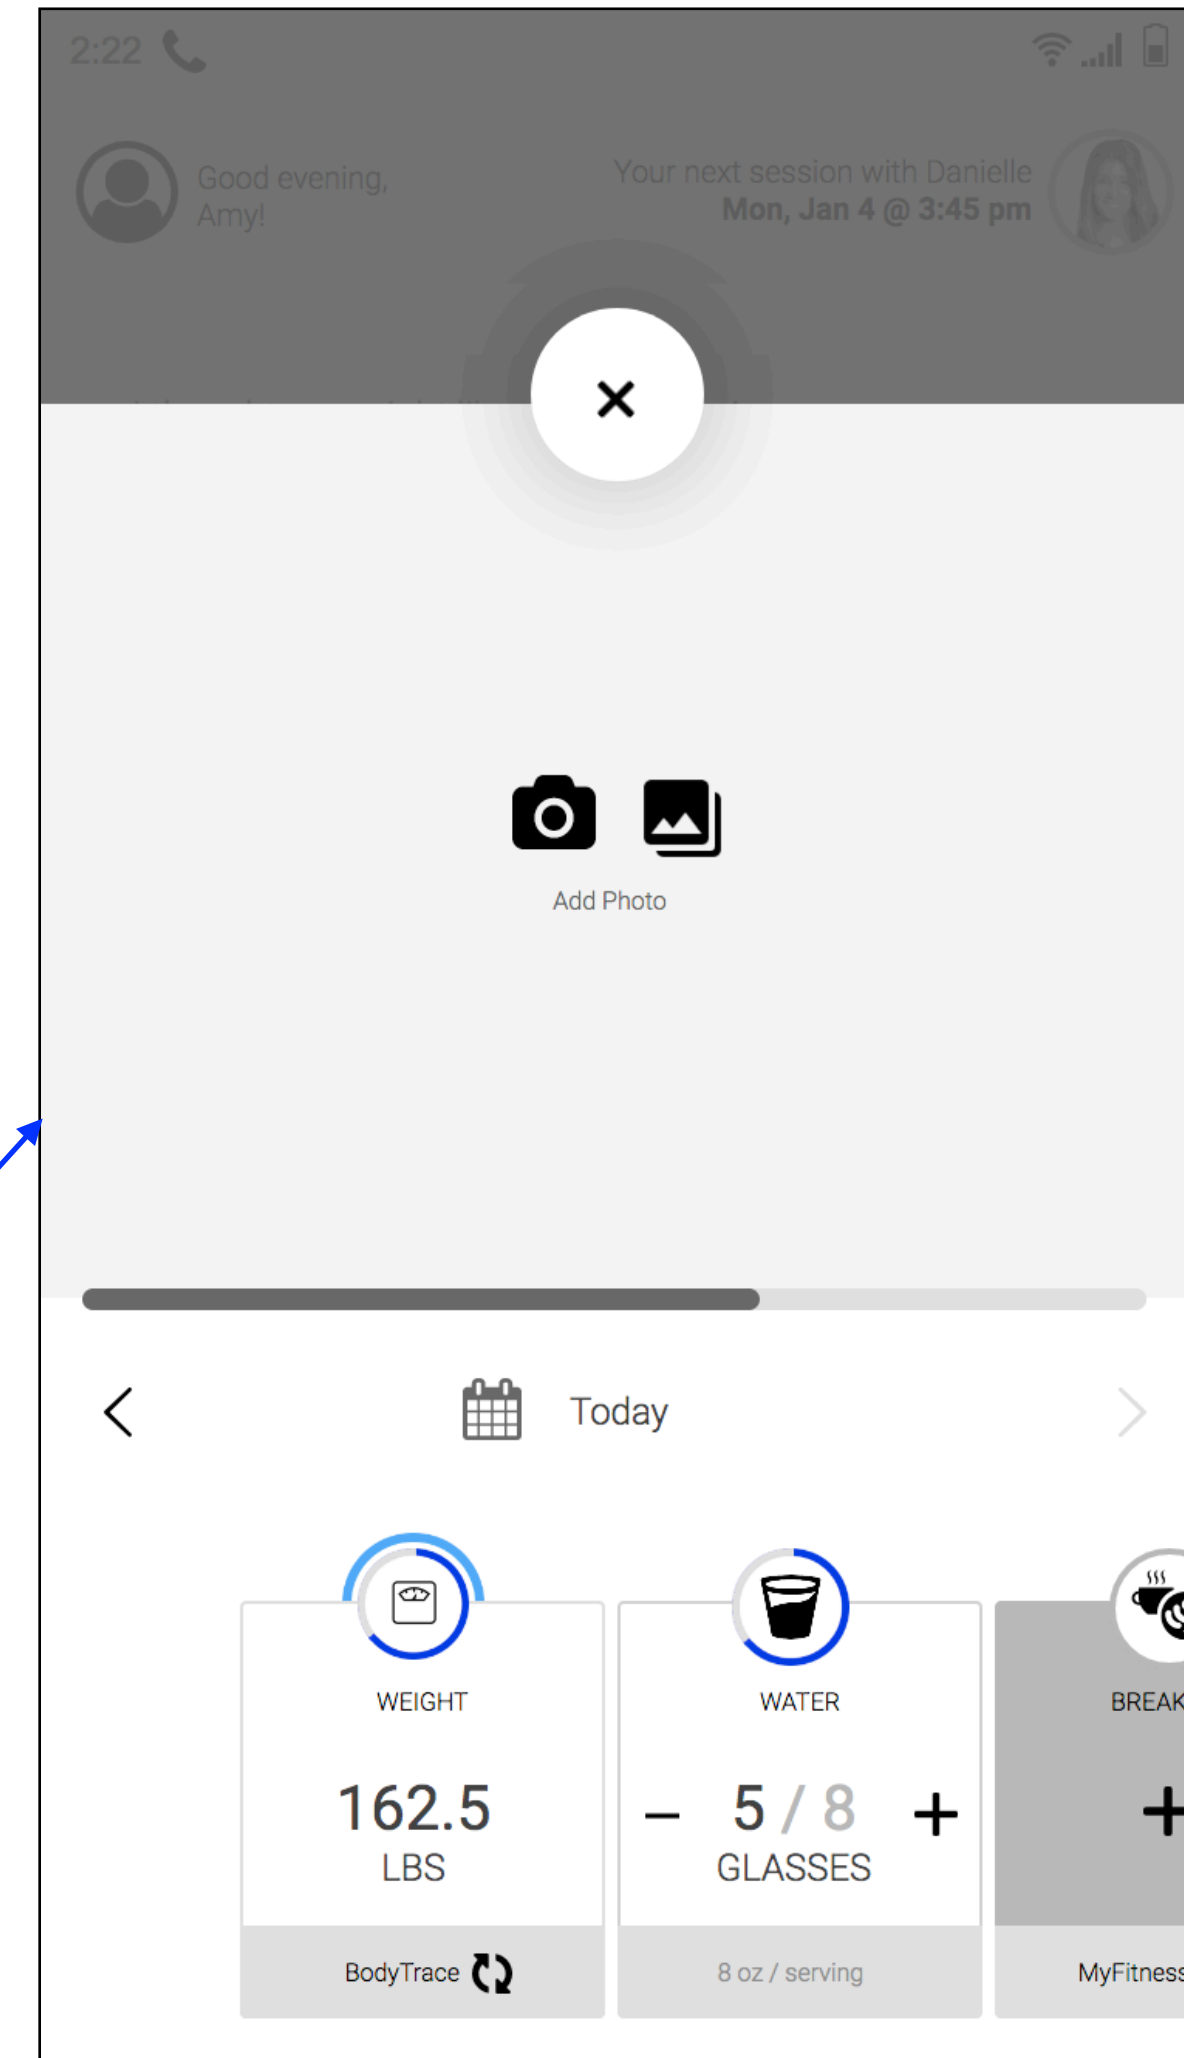 2:22
Good evening,
Amy!
Your next session with Danielle
Mon, Jan 4 @ 3:45 pm
Add Photo
Today
WEIGHT
162.5
LBS
BodyTrace
WATER
– 5 / 8 +
GLASSES
8 oz / serving
BREAK
+
MyFitness